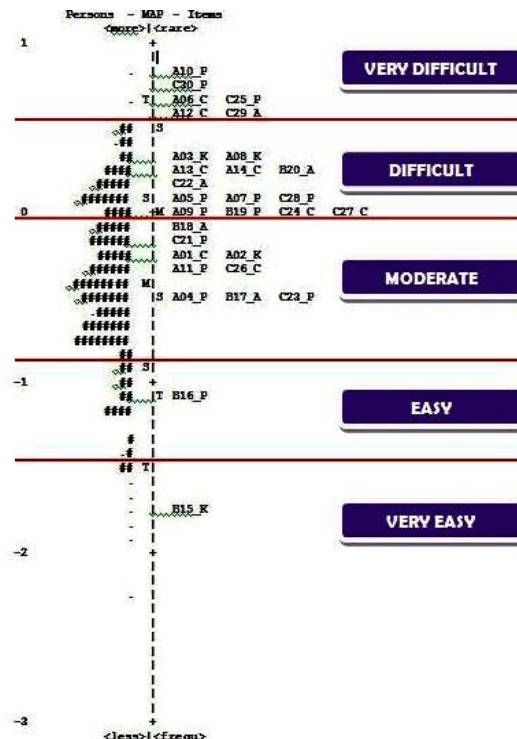 Persons - MAP - Items
<more>|<rare>
1 +
|
VERY DIFFICULT
. | A10_P
| C30_P
. T| A06_C C25_P
| A12_C C29_A
.## |S
.## |
## | A03_K A08_K
#### | A13_C A14_C B20_A
DIFFICULT
.##### | C22_A
.####### S| A05_P A07_P C28_P
0 #### +M A09_P B19_P C24_C C27_C
.##### | B18_A
.##### | C21_P
#### | A01_C A02_K
.##### | A11_P C26_C
MODERATE
.######## M|
.####### |S A04_P B17_A C23_P
.##### |
####### |
######## |
## |
.## S|
-1 .## +
.## |T B16_P
#### |
EASY
# |
.# |
## T|
. |
. |
. | B15_K
VERY EASY
. |
. |
-2 +
|
. |
|
-3 +
<less>|<frequ>